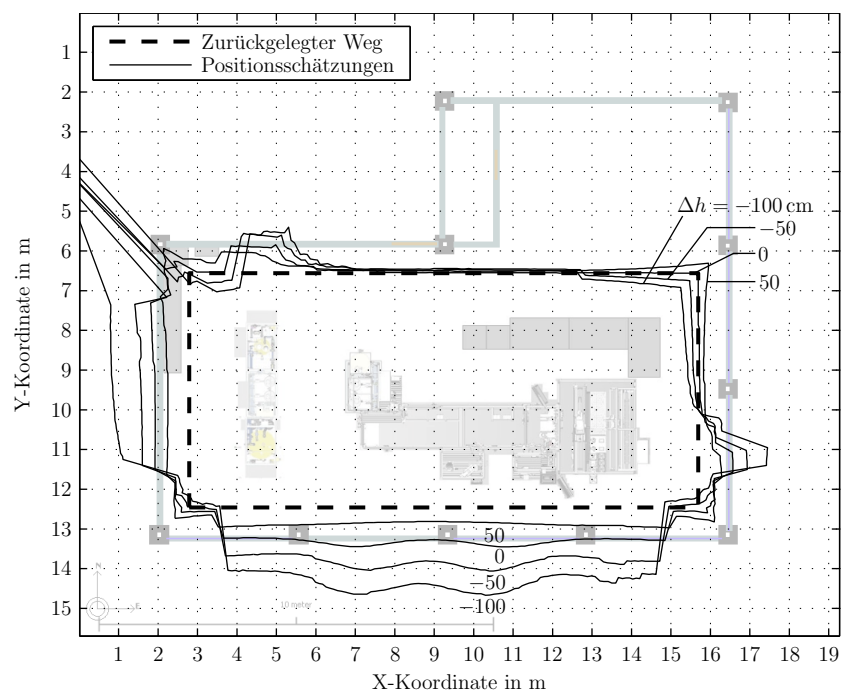 Zurückgelegter Weg
Positionsschätzungen
Y-Koordinate in m
1
2
3
4
5
6
7
8
9
10
11
12
13
14
15
Δh = −100 cm
−50
0
50
50
0
−50
−100
N
E
10 meter
1 2 3 4 5 6 7 8 9 10 11 12 13 14 15 16 17 18 19
X-Koordinate in m